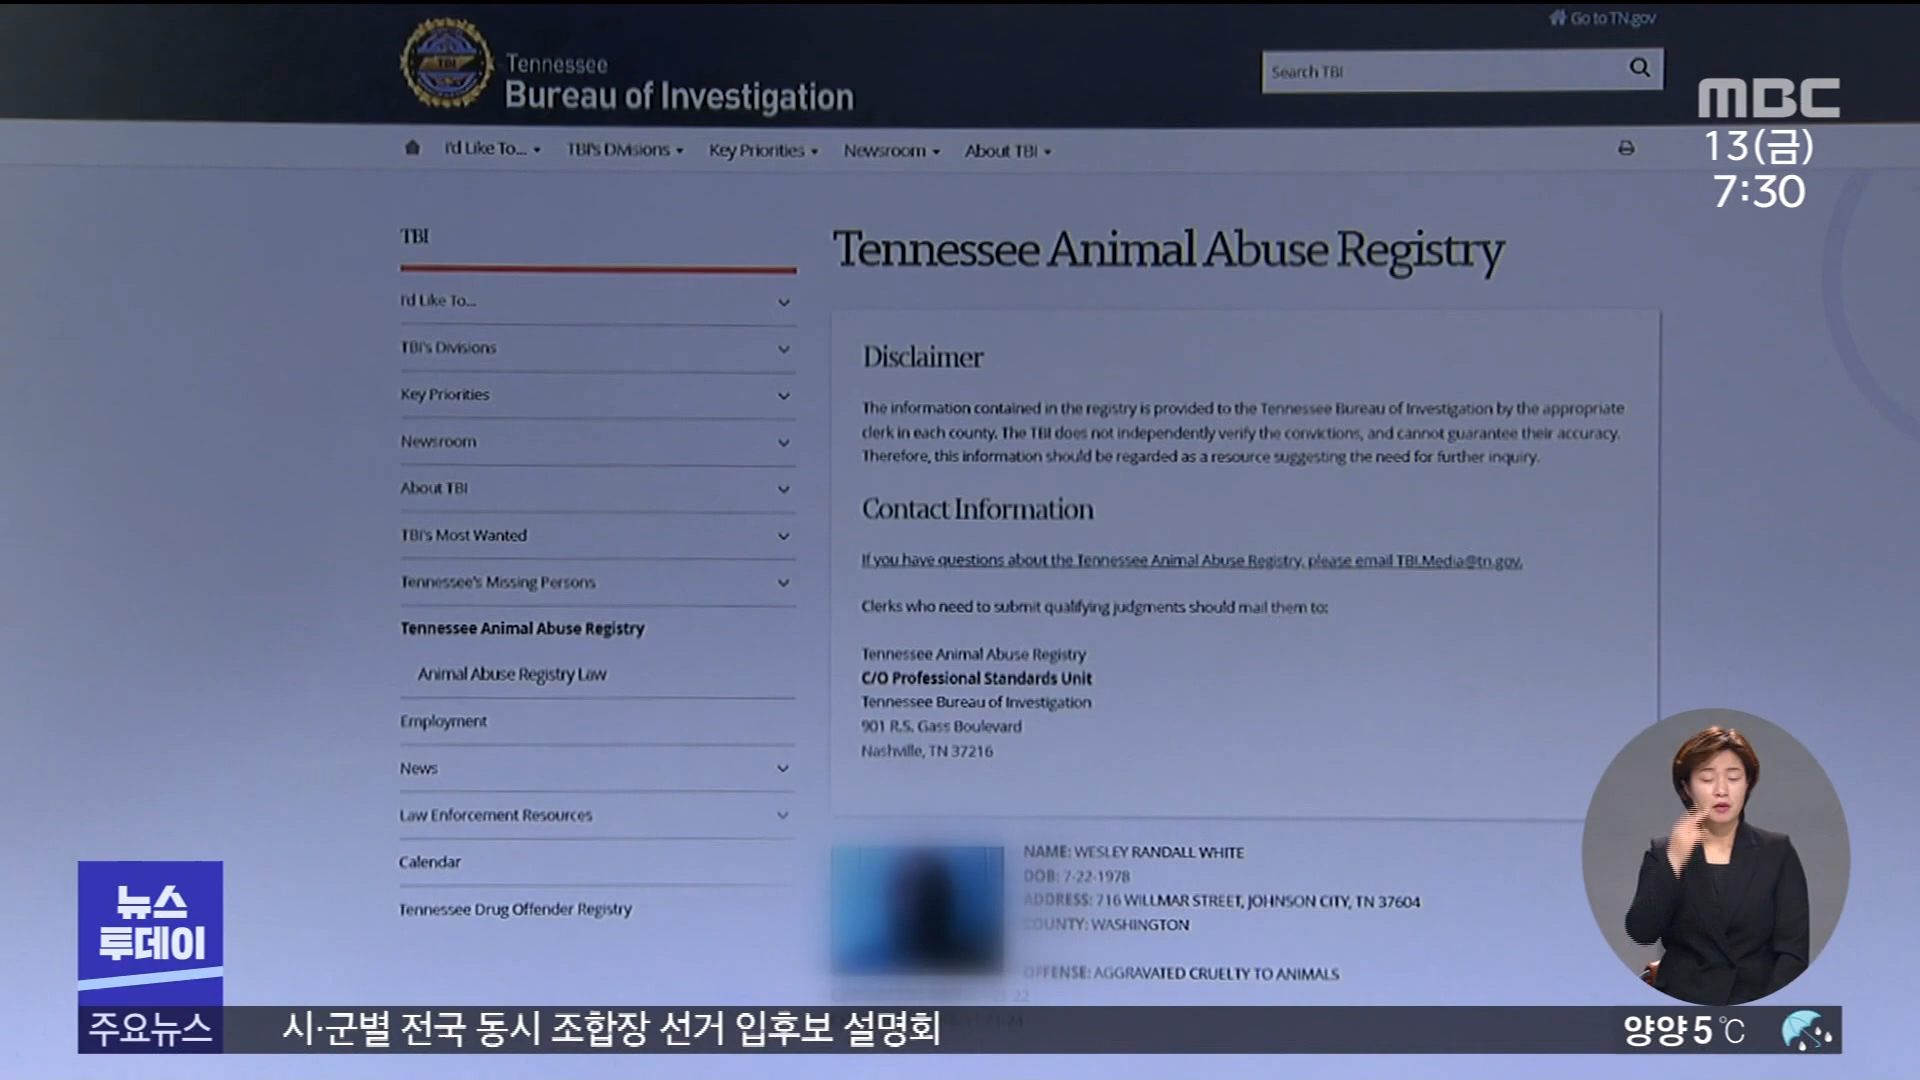 Go to TN.gov
TBI
Tennessee
Bureau of Investigation
Search TBI
MBC
13(금)
7:30
I'd Like To...
TBI's Divisions
Key Priorities
Newsroom
About TBI
TBI
I'd Like To...
TBI's Divisions
Key Priorities
Newsroom
About TBI
TBI's Most Wanted
Tennessee's Missing Persons
Tennessee Animal Abuse Registry
Animal Abuse Registry Law
Employment
News
Law Enforcement Resources
Calendar
Tennessee Drug Offender Registry
Tennessee Animal Abuse Registry
Disclaimer
The information contained in the registry is provided to the Tennessee Bureau of Investigation by the appropriate
clerk in each county. The TBI does not independently verify the convictions, and cannot guarantee their accuracy.
Therefore, this information should be regarded as a resource suggesting the need for further inquiry.
Contact Information
If you have questions about the Tennessee Animal Abuse Registry, please email TBI.Media@tn.gov.
Clerks who need to submit qualifying judgments should mail them to:
Tennessee Animal Abuse Registry
C/O Professional Standards Unit
Tennessee Bureau of Investigation
901 R.S. Gass Boulevard
Nashville, TN 37216
NAME: WESLEY RANDALL WHITE
DOB: 7-22-1978
ADDRESS: 716 WILLMAR STREET, JOHNSON CITY, TN 37604
COUNTY: WASHINGTON
OFFENSE: AGGRAVATED CRUELTY TO ANIMALS
뉴스
투데이
주요뉴스
시·군별 전국 동시 조합장 선거 입후보 설명회
양양 5℃